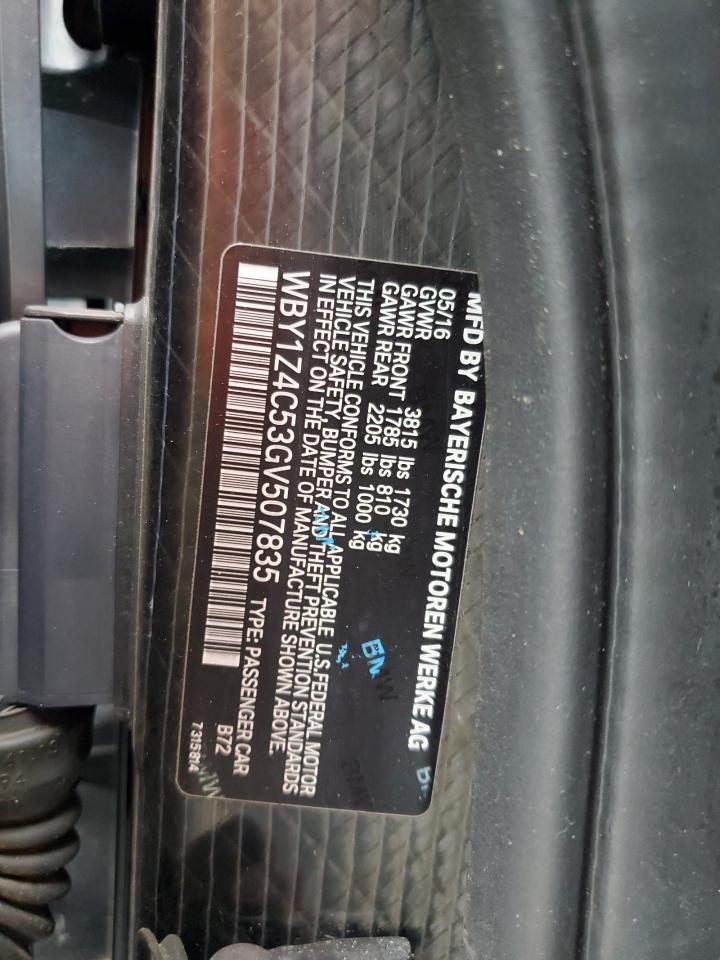 MFD BY BAYERISCHE MOTOREN WERKE AG
05/16
GVWR 3815 lbs 1730 kg
GAWR FRONT 1785 lbs 810 kg
GAWR REAR 2205 lbs 1000 kg
THIS VEHICLE CONFORMS TO ALL APPLICABLE U.S.FEDERAL MOTOR
VEHICLE SAFETY, BUMPER AND THEFT PREVENTION STANDARDS
IN EFFECT ON THE DATE OF MANUFACTURE SHOWN ABOVE.
WBY1Z4C53GV507835 TYPE: PASSENGER CAR
B72
7315814
BMW
BMW